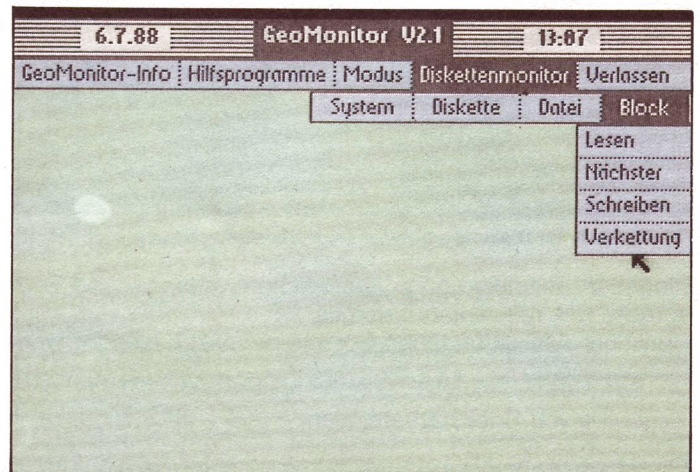 6.7.88 GeoMonitor V2.1 13:07
GeoMonitor-Info Hilfsprogramme Modus Diskettenmonitor Verlassen
System Diskette Datei Block
Lesen
Nächster
Schreiben
Verkettung